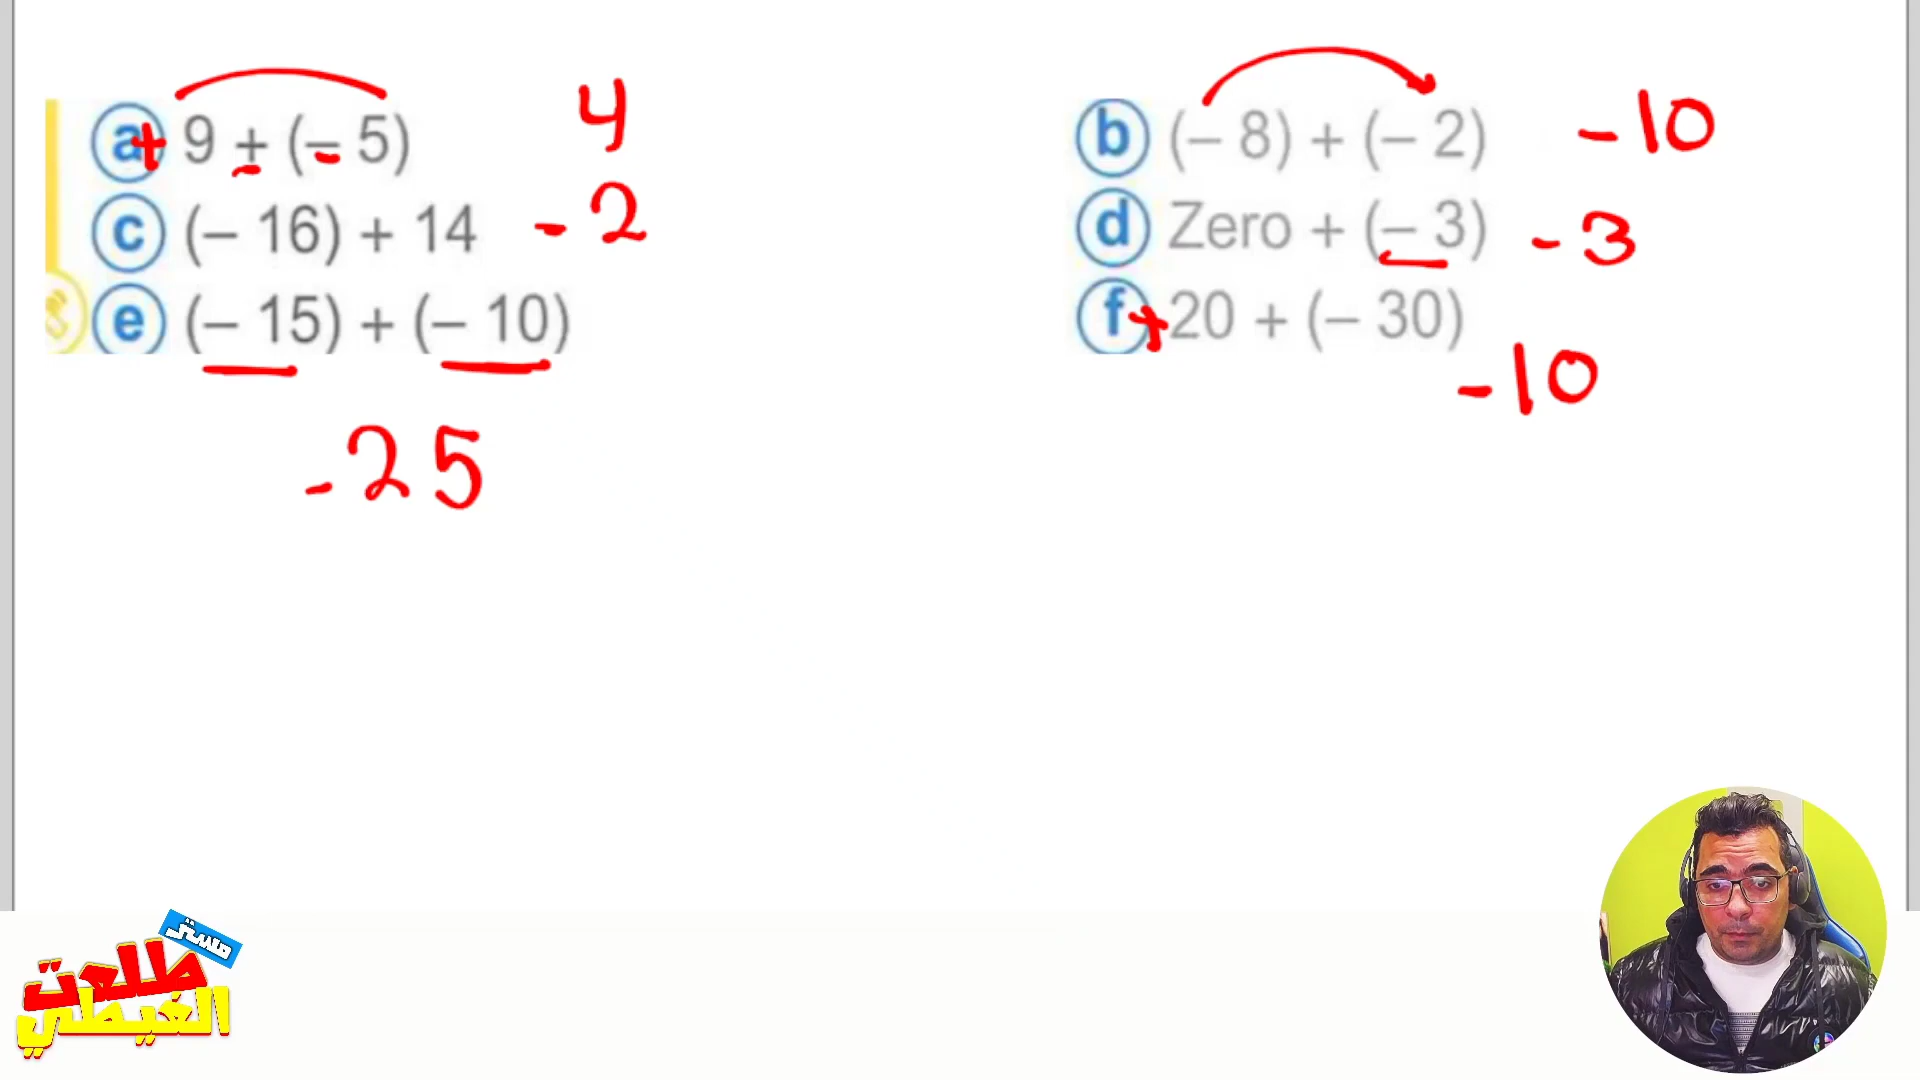 a + 9 + (– 5) 4
b (– 8) + (– 2) - 10
c (– 16) + 14 - 2
d Zero + (– 3) - 3
e (– 15) + (– 10)
f + 20 + (– 30)
- 10
- 25
مستر
طلعت
الغيطي